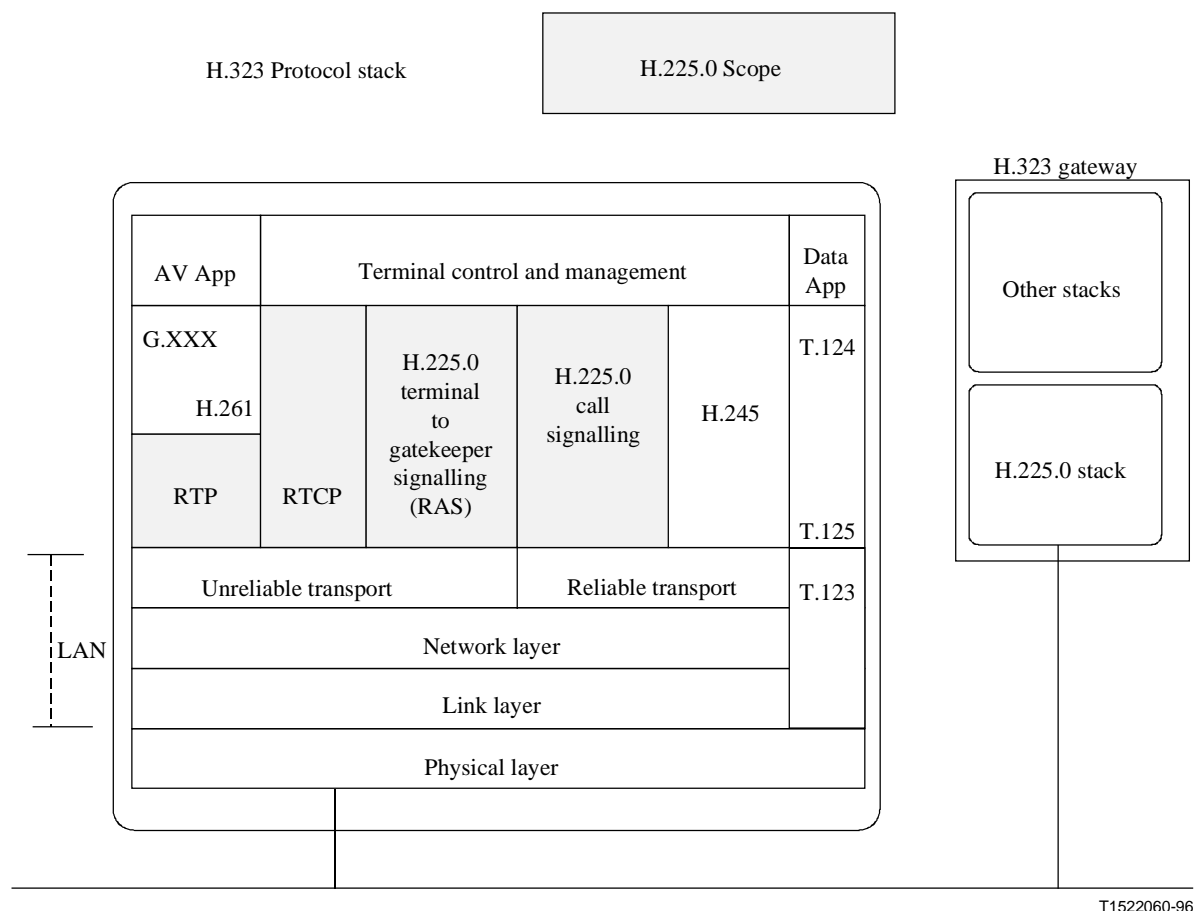 H.323 Protocol stack
H.225.0 Scope
H.323 gateway
AV App
Terminal control and management
Data
App
Other stacks
G.XXX
H.261
RTP
RTCP
H.225.0
terminal
to
gatekeeper
signalling
(RAS)
H.225.0
call
signalling
H.245
T.124
T.125
H.225.0 stack
Unreliable transport
Reliable transport
T.123
LAN
Network layer
Link layer
Physical layer
T1522060-96